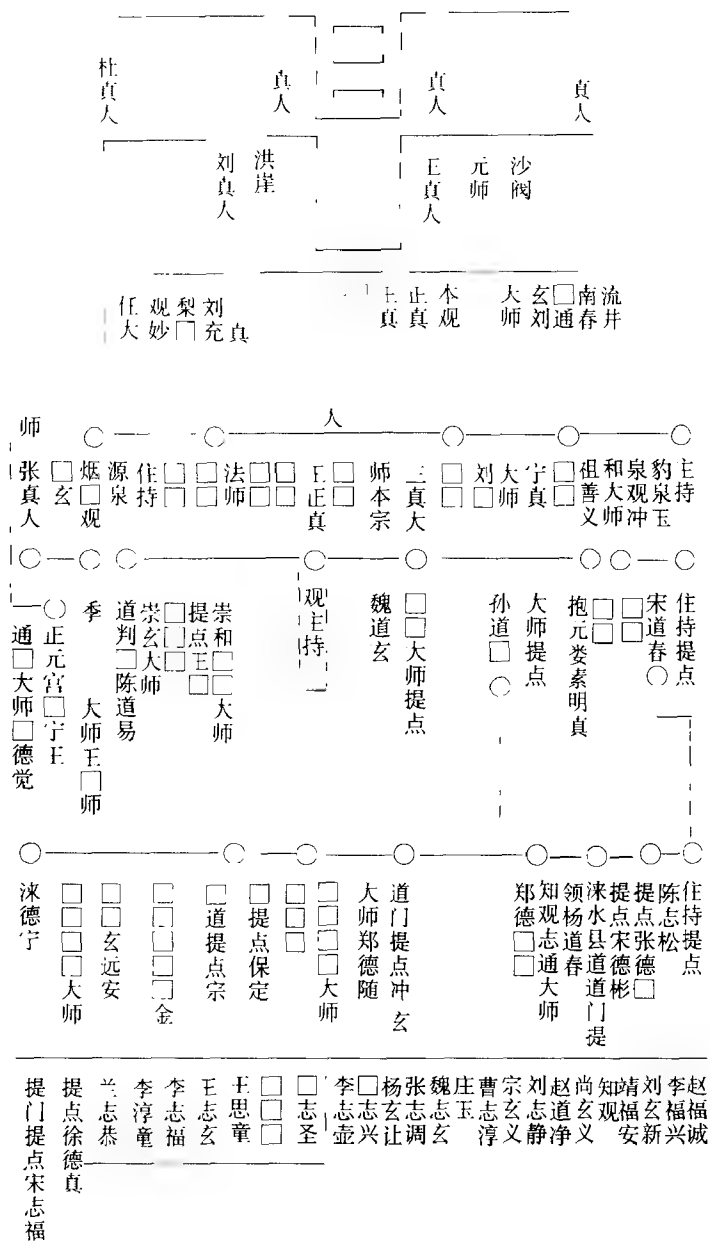 真人
真人
真人
杜真人
沙阀
元师
王真人
洪崖
刘真人
流井
南春
□通
玄刘
大师
本观
正真
王真
真
刘充
梨□
观妙
任大
人
师
主持
豹泉玉
泉观冲
和大师
祖善义
□□
宁真
大师
刘□
□□
三真大
师本宗
□□
王正真
□□
□□
法师
□□
□□
住持
源泉
烟□观
□玄
张真人
住持提点
宋道春
□□
□□
抱元娄素明真
大师提点
孙道□
□□大师提点
魏道玄
观主持
崇和□□大师
提点王□
□□□
崇玄大师
道判□陈道易
季 大师王□师
正元宫□宁王
一通□大师□德觉
住持提点
陈志松
提点张德□
提点宋德彬
涞水县道道门提
领杨道春
知观志通大师
郑德□□
道门提点冲玄
大师郑德随
□□□□大师
□□□
□提点保定
□道提点宗
□□□□□金
□□玄远安
□□□□大师
涞德宁
赵福诚
李福兴
刘玄新
靖福安
知观
尚玄义
赵道净
刘志静
宗玄义
曹志淳
庄玉
魏志玄
张志调
杨玄让
□志兴
李志壶
□志圣
□□□
王思童
王志玄
李志福
李淳童
兰志恭
提点徐德真
提门提点宋志福